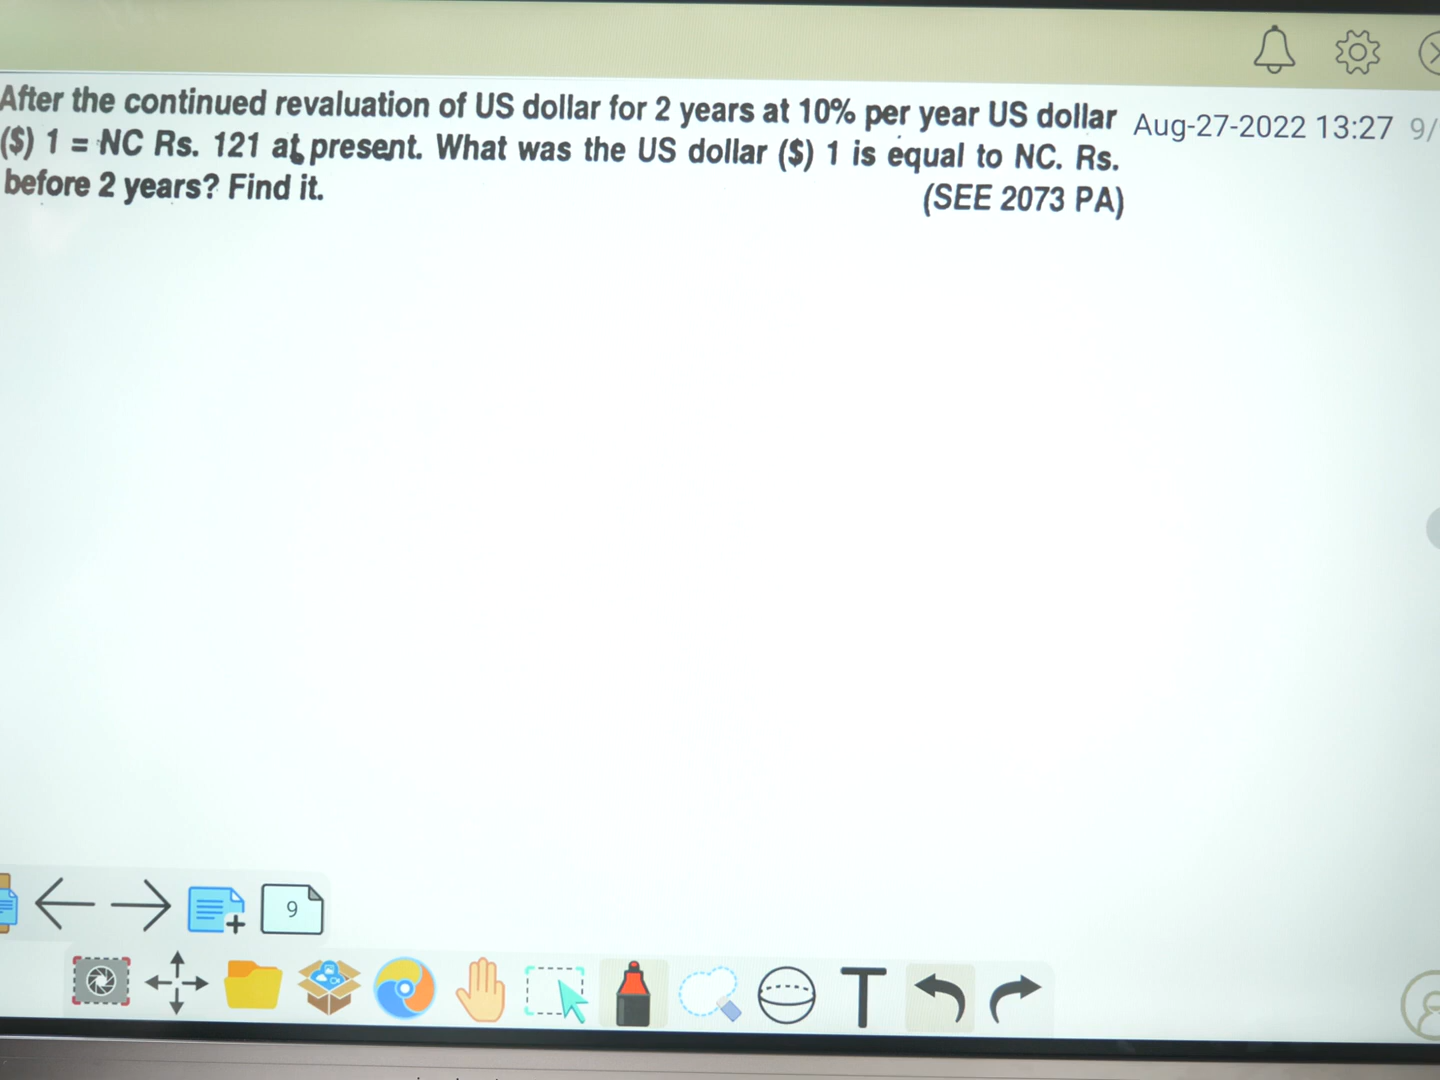 After the continued revaluation of US dollar for 2 years at 10% per year US dollar
($) 1 = NC Rs. 121 at present. What was the US dollar ($) 1 is equal to NC. Rs.
before 2 years? Find it.
(SEE 2073 PA)
Aug-27-2022 13:27 9/
9
T